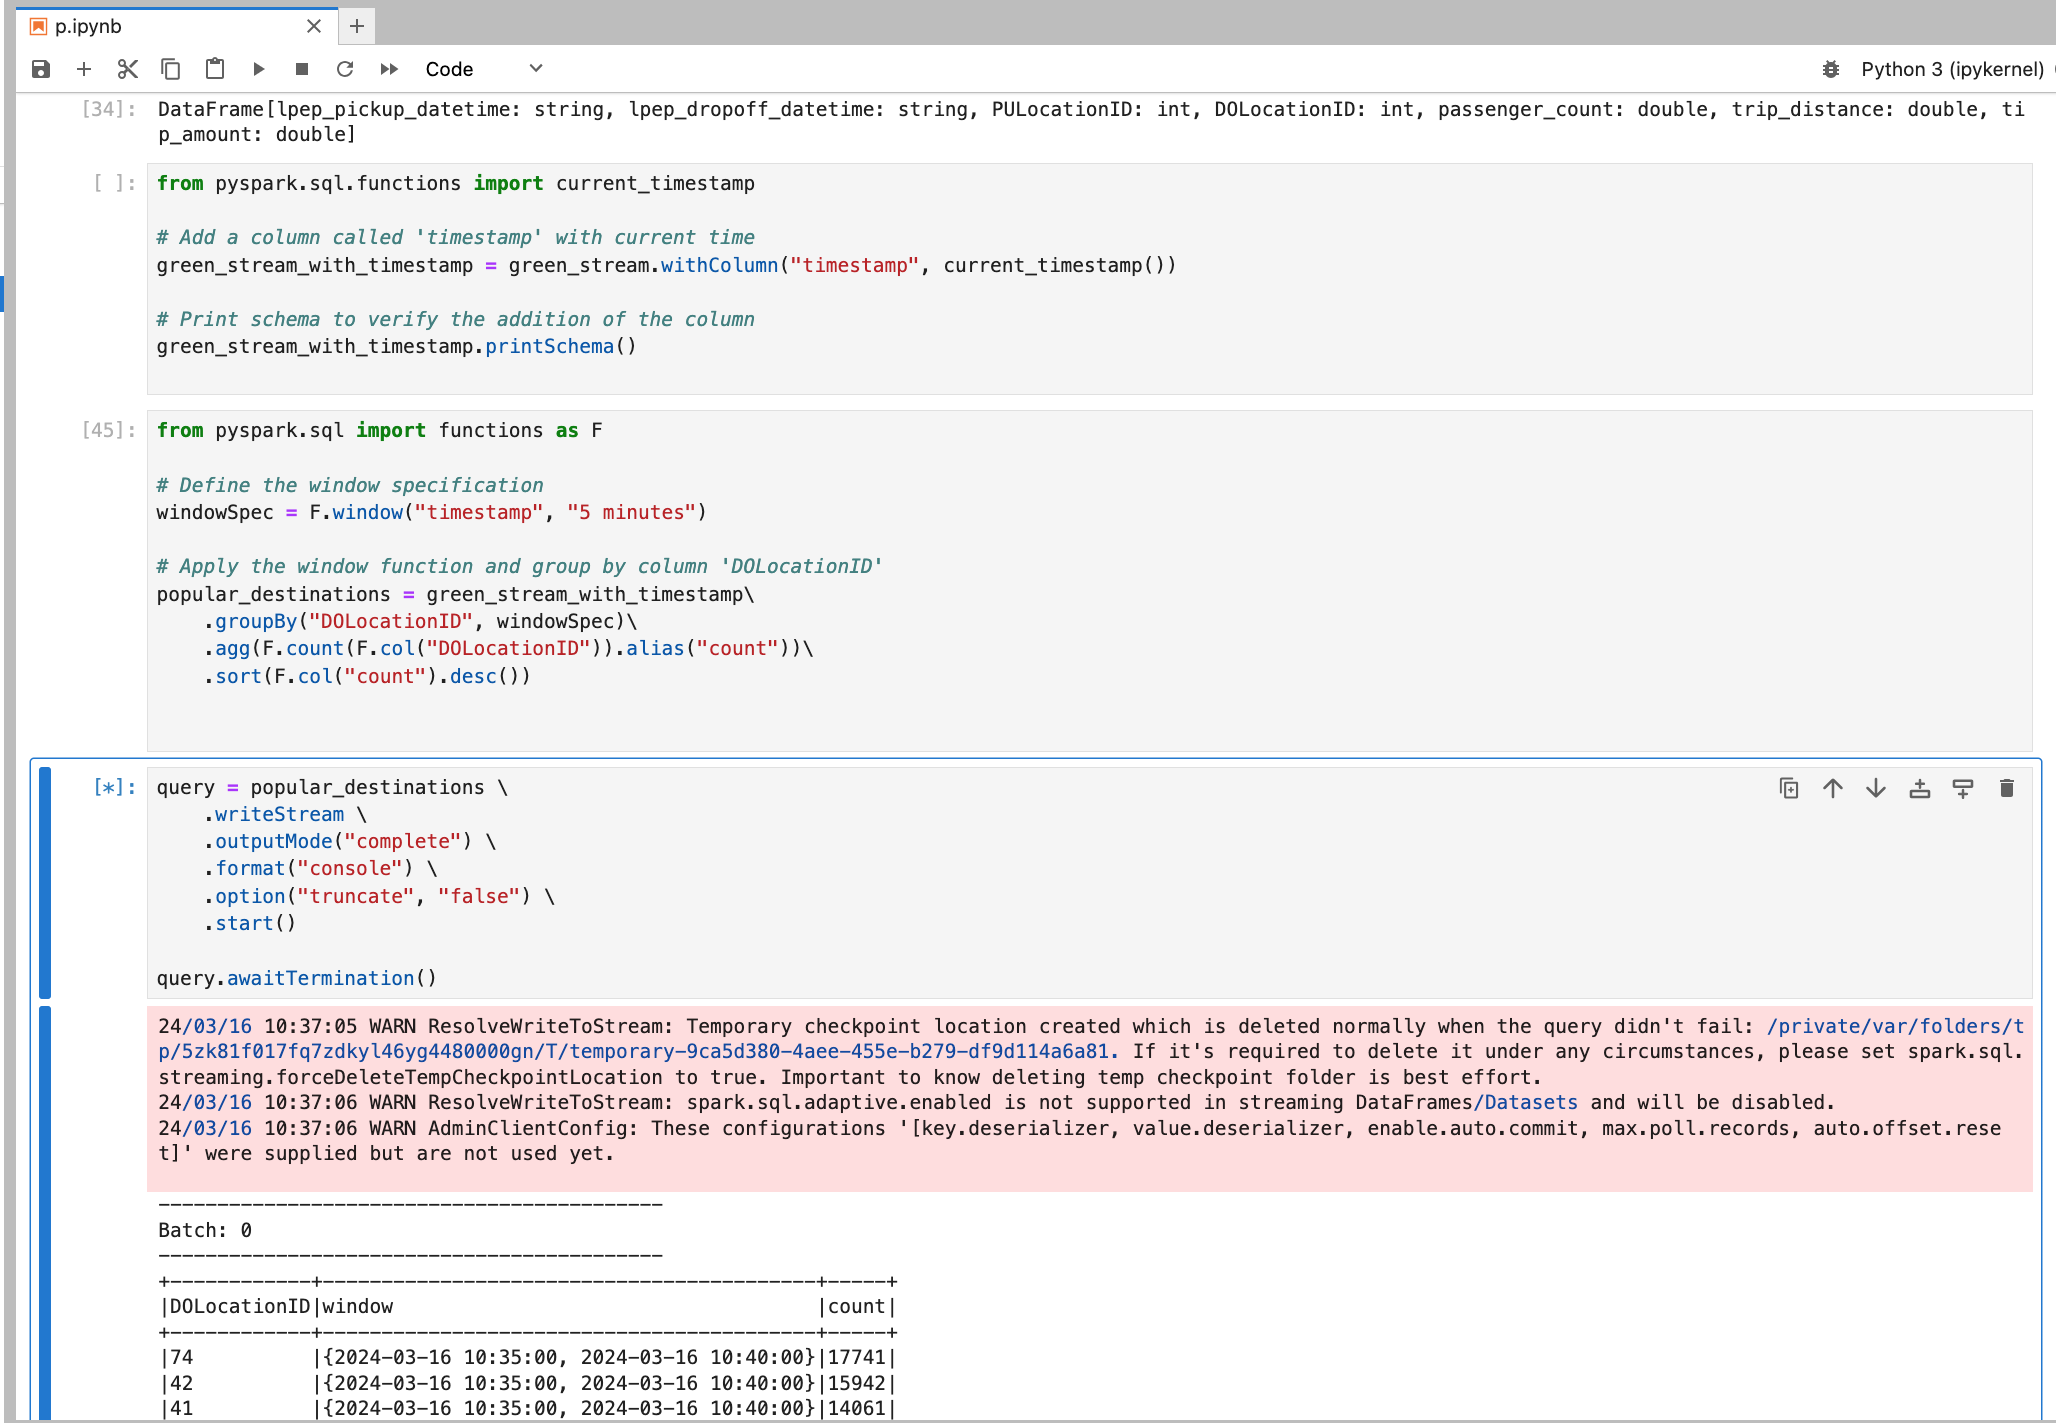 p.ipynb
Code
Python 3 (ipykernel)
[34]: DataFrame[lpep_pickup_datetime: string, lpep_dropoff_datetime: string, PULocationID: int, DOLocationID: int, passenger_count: double, trip_distance: double, ti
p_amount: double]
[ ]: from pyspark.sql.functions import current_timestamp
# Add a column called 'timestamp' with current time
green_stream_with_timestamp = green_stream.withColumn("timestamp", current_timestamp())
# Print schema to verify the addition of the column
green_stream_with_timestamp.printSchema()
[45]: from pyspark.sql import functions as F
# Define the window specification
windowSpec = F.window("timestamp", "5 minutes")
# Apply the window function and group by column 'DOLocationID'
popular_destinations = green_stream_with_timestamp\
    .groupBy("DOLocationID", windowSpec)\
    .agg(F.count(F.col("DOLocationID")).alias("count"))\
    .sort(F.col("count").desc())
[*]: query = popular_destinations \
    .writeStream \
    .outputMode("complete") \
    .format("console") \
    .option("truncate", "false") \
    .start()
query.awaitTermination()
24/03/16 10:37:05 WARN ResolveWriteToStream: Temporary checkpoint location created which is deleted normally when the query didn't fail: /private/var/folders/t
p/5zk81f017fq7zdkyl46yg4480000gn/T/temporary-9ca5d380-4aee-455e-b279-df9d114a6a81. If it's required to delete it under any circumstances, please set spark.sql.
streaming.forceDeleteTempCheckpointLocation to true. Important to know deleting temp checkpoint folder is best effort.
24/03/16 10:37:06 WARN ResolveWriteToStream: spark.sql.adaptive.enabled is not supported in streaming DataFrames/Datasets and will be disabled.
24/03/16 10:37:06 WARN AdminClientConfig: These configurations '[key.deserializer, value.deserializer, enable.auto.commit, max.poll.records, auto.offset.rese
t]' were supplied but are not used yet.
-------------------------------------------
Batch: 0
-------------------------------------------
+------------+------------------------------------------+-----+
|DOLocationID|window                                    |count|
+------------+------------------------------------------+-----+
|74          |{2024-03-16 10:35:00, 2024-03-16 10:40:00}|17741|
|42          |{2024-03-16 10:35:00, 2024-03-16 10:40:00}|15942|
|41          |{2024-03-16 10:35:00, 2024-03-16 10:40:00}|14061|